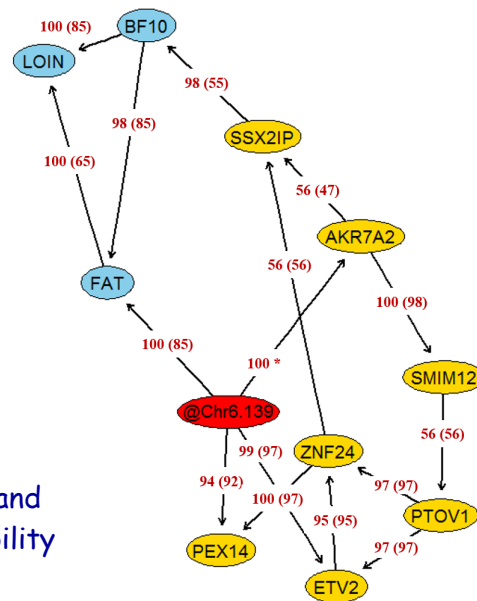 100 (85)
BF10
LOIN
98 (55)
98 (85)
SSX2IP
100 (65)
56 (47)
AKR7A2
56 (56)
FAT
100 (98)
100 (85)
100 *
SMIM12
@Chr6.139
56 (56)
99 (97)
ZNF24
94 (92)
97 (97)
and
100 (97)
PTOV1
95 (95)
bility
PEX14
97 (97)
ETV2